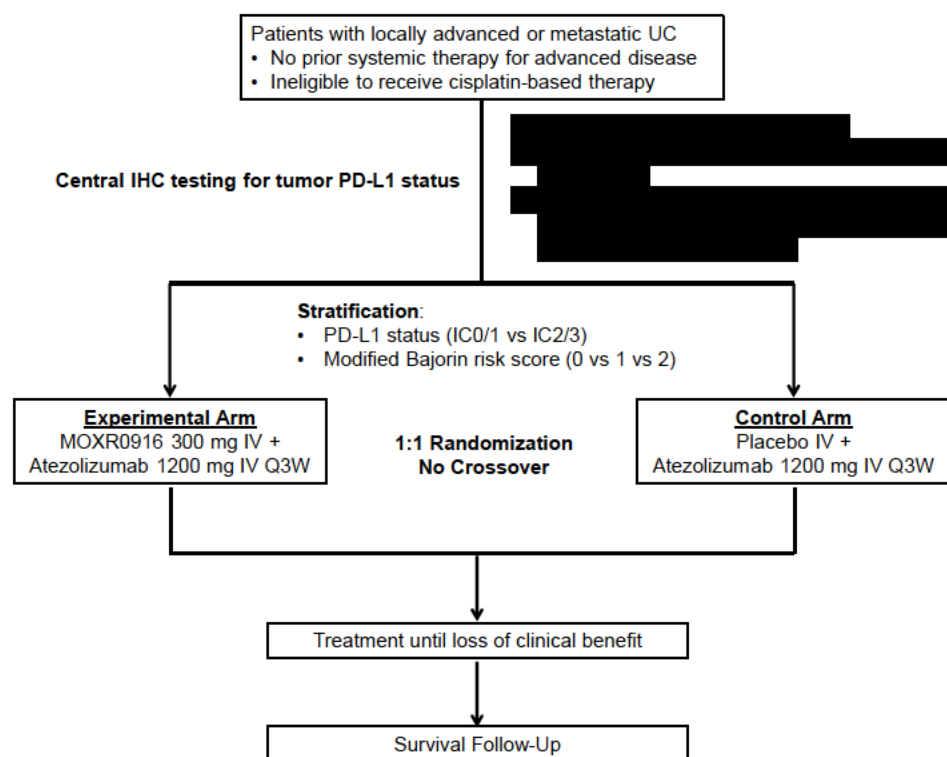 Patients with locally advanced or metastatic UC
• No prior systemic therapy for advanced disease
• Ineligible to receive cisplatin-based therapy
Central IHC testing for tumor PD-L1 status
Stratification:
• PD-L1 status (IC0/1 vs IC2/3)
• Modified Bajorin risk score (0 vs 1 vs 2)
Experimental Arm
MOXR0916 300 mg IV +
Atezolizumab 1200 mg IV Q3W
1:1 Randomization
No Crossover
Control Arm
Placebo IV +
Atezolizumab 1200 mg IV Q3W
Treatment until loss of clinical benefit
Survival Follow-Up